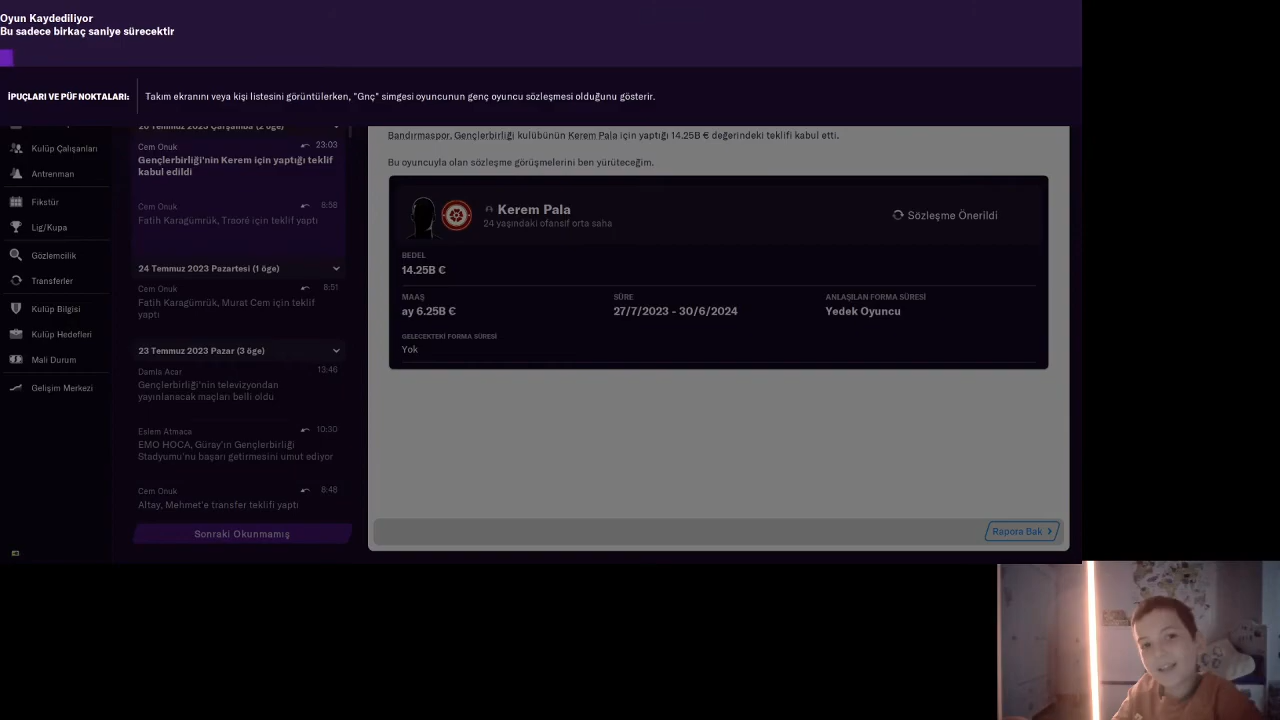 Oyun Kaydediliyor
Bu sadece birkaç saniye sürecektir
İPUÇLARI VE PÜF NOKTALARI:
Takım ekranını veya kişi listesini görüntülerken, "Gnç" simgesi oyuncunun genç oyuncu sözleşmesi olduğunu gösterir.
Kulüp Çalışanları
Antrenman
Fikstür
Lig/Kupa
Gözlemcilik
Transferler
Kulüp Bilgisi
Kulüp Hedefleri
Mali Durum
Gelişim Merkezi
26 Temmuz 2023 Çarşamba (2 öge)
Cem Onuk
23:03
Gençlerbirliği'nin Kerem için yaptığı teklif
kabul edildi
Cem Onuk
8:58
Fatih Karagümrük, Traoré için teklif yaptı
24 Temmuz 2023 Pazartesi (1 öge)
Cem Onuk
8:51
Fatih Karagümrük, Murat Cem için teklif
yaptı
23 Temmuz 2023 Pazar (3 öge)
Damla Acar
13:46
Gençlerbirliği'nin televizyondan
yayınlanacak maçları belli oldu
Eslem Atmaca
10:30
EMO HOCA, Güray'ın Gençlerbirliği
Stadyumu'nu başarı getirmesini umut ediyor
Cem Onuk
8:48
Altay, Mehmet'e transfer teklifi yaptı
Sonraki Okunmamış
Bandırmaspor, Gençlerbirliği kulübünün Kerem Pala için yaptığı 14.25B € değerindeki teklifi kabul etti.
Bu oyuncuyla olan sözleşme görüşmelerini ben yürüteceğim.
Kerem Pala
24 yaşındaki ofansif orta saha
Sözleşme Önerildi
BEDEL
14.25B €
MAAŞ
ay 6.25B €
SÜRE
27/7/2023 - 30/6/2024
ANLAŞILAN FORMA SÜRESİ
Yedek Oyuncu
GELECEKTEKİ FORMA SÜRESİ
Yok
Rapora Bak